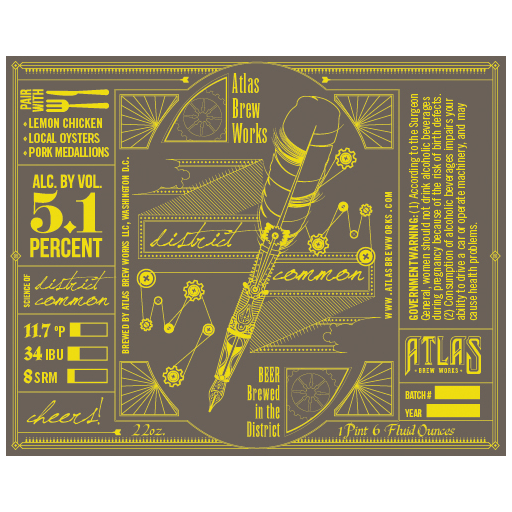 PAIR
WITH
• LEMON CHICKEN
• LOCAL OYSTERS
• PORK MEDALLIONS
ALC. BY VOL.
5.1
PERCENT
SCIENCE OF
district
common
11.7 °P
34 IBU
8 SRM
cheers!
BREWED BY ATLAS BREW WORKS LLC, WASHINGTON D.C.
Atlas
Brew
Works
district
common
BEER
Brewed
in the
District
22oz.
1 Pint 6 Fluid Ounces
WWW.ATLASBREWWORKS.COM
GOVERNMENT WARNING: (1) According to the Surgeon
General, women should not drink alcoholic beverages
during pregnancy because of the risk of birth defects.
(2) Consumption of alcoholic beverages impairs your
ability to drive a car or operate machinery, and may
cause health problems.
ATLAS
• BREW WORKS •
BATCH #
YEAR